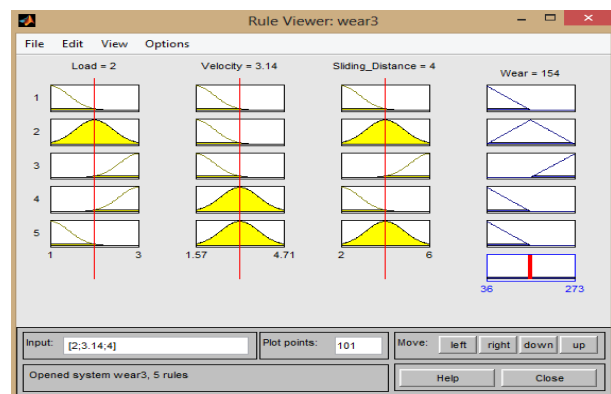 Rule Viewer: wear3
File Edit View Options
Load = 2 Velocity = 3.14 Sliding_Distance = 4 Wear = 154
1
2
3
4
5
1 3 1.57 4.71 2 6
36 273
Input: [2;3.14;4] Plot points: 101 Move: left right down up
Opened system wear3, 5 rules Help Close